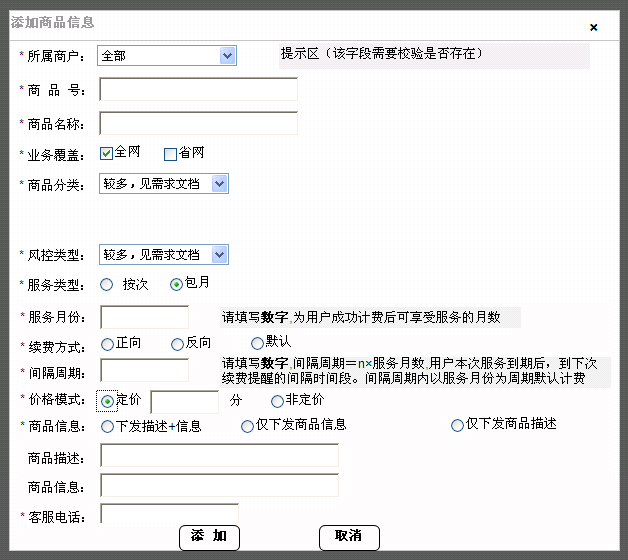 添加商品信息 ×
* 所属商户： 全部 提示区（该字段需要校验是否存在）
* 商 品 号：
* 商品名称：
* 业务覆盖： 全网 省网
* 商品分类： 较多，见需求文档
* 风控类型： 较多，见需求文档
* 服务类型： 按次 包月
* 服务月份： 请填写数字,为用户成功计费后可享受服务的月数
* 续费方式： 正向 反向 默认
* 间隔周期： 请填写数字,间隔周期＝n×服务月数,用户本次服务到期后，到下次
续费提醒的间隔时间段。间隔周期内以服务月份为周期默认计费
* 价格模式： 定价 分 非定价
* 商品信息： 下发描述+信息 仅下发商品信息 仅下发商品描述
商品描述：
商品信息：
* 客服电话：
添 加 取消